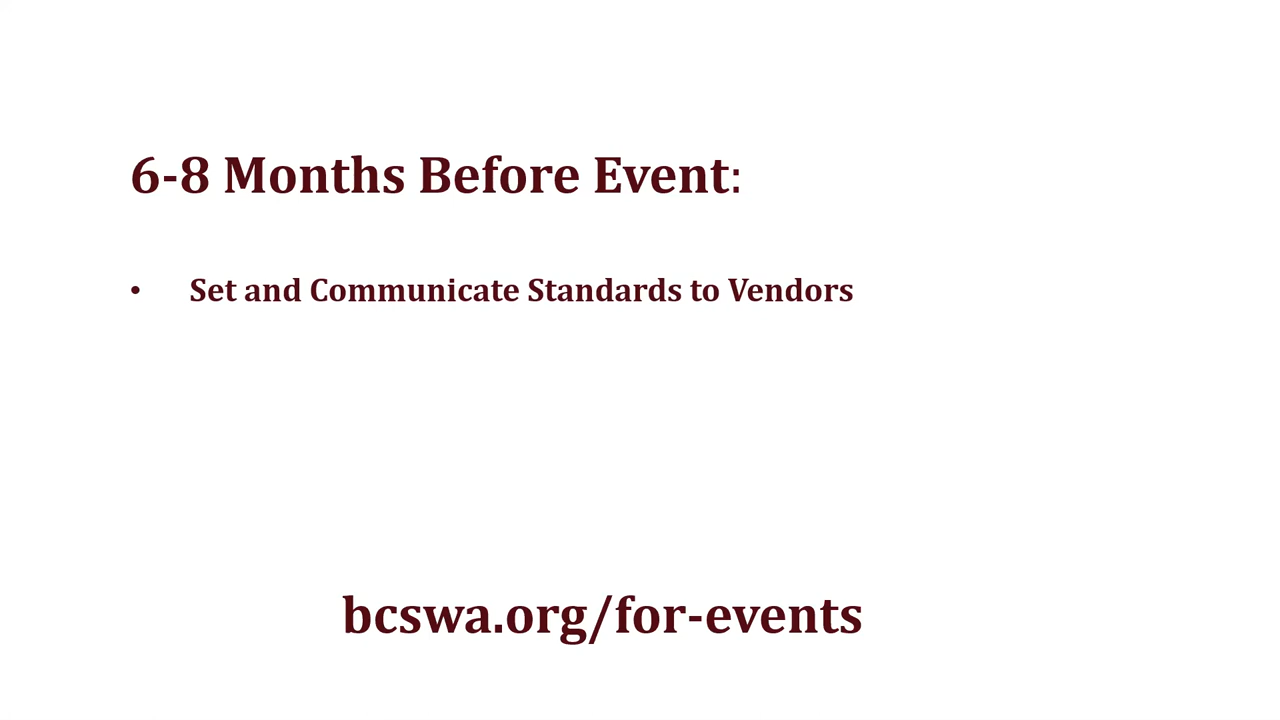 6-8 Months Before Event:
• Set and Communicate Standards to Vendors
bcswa.org/for-events